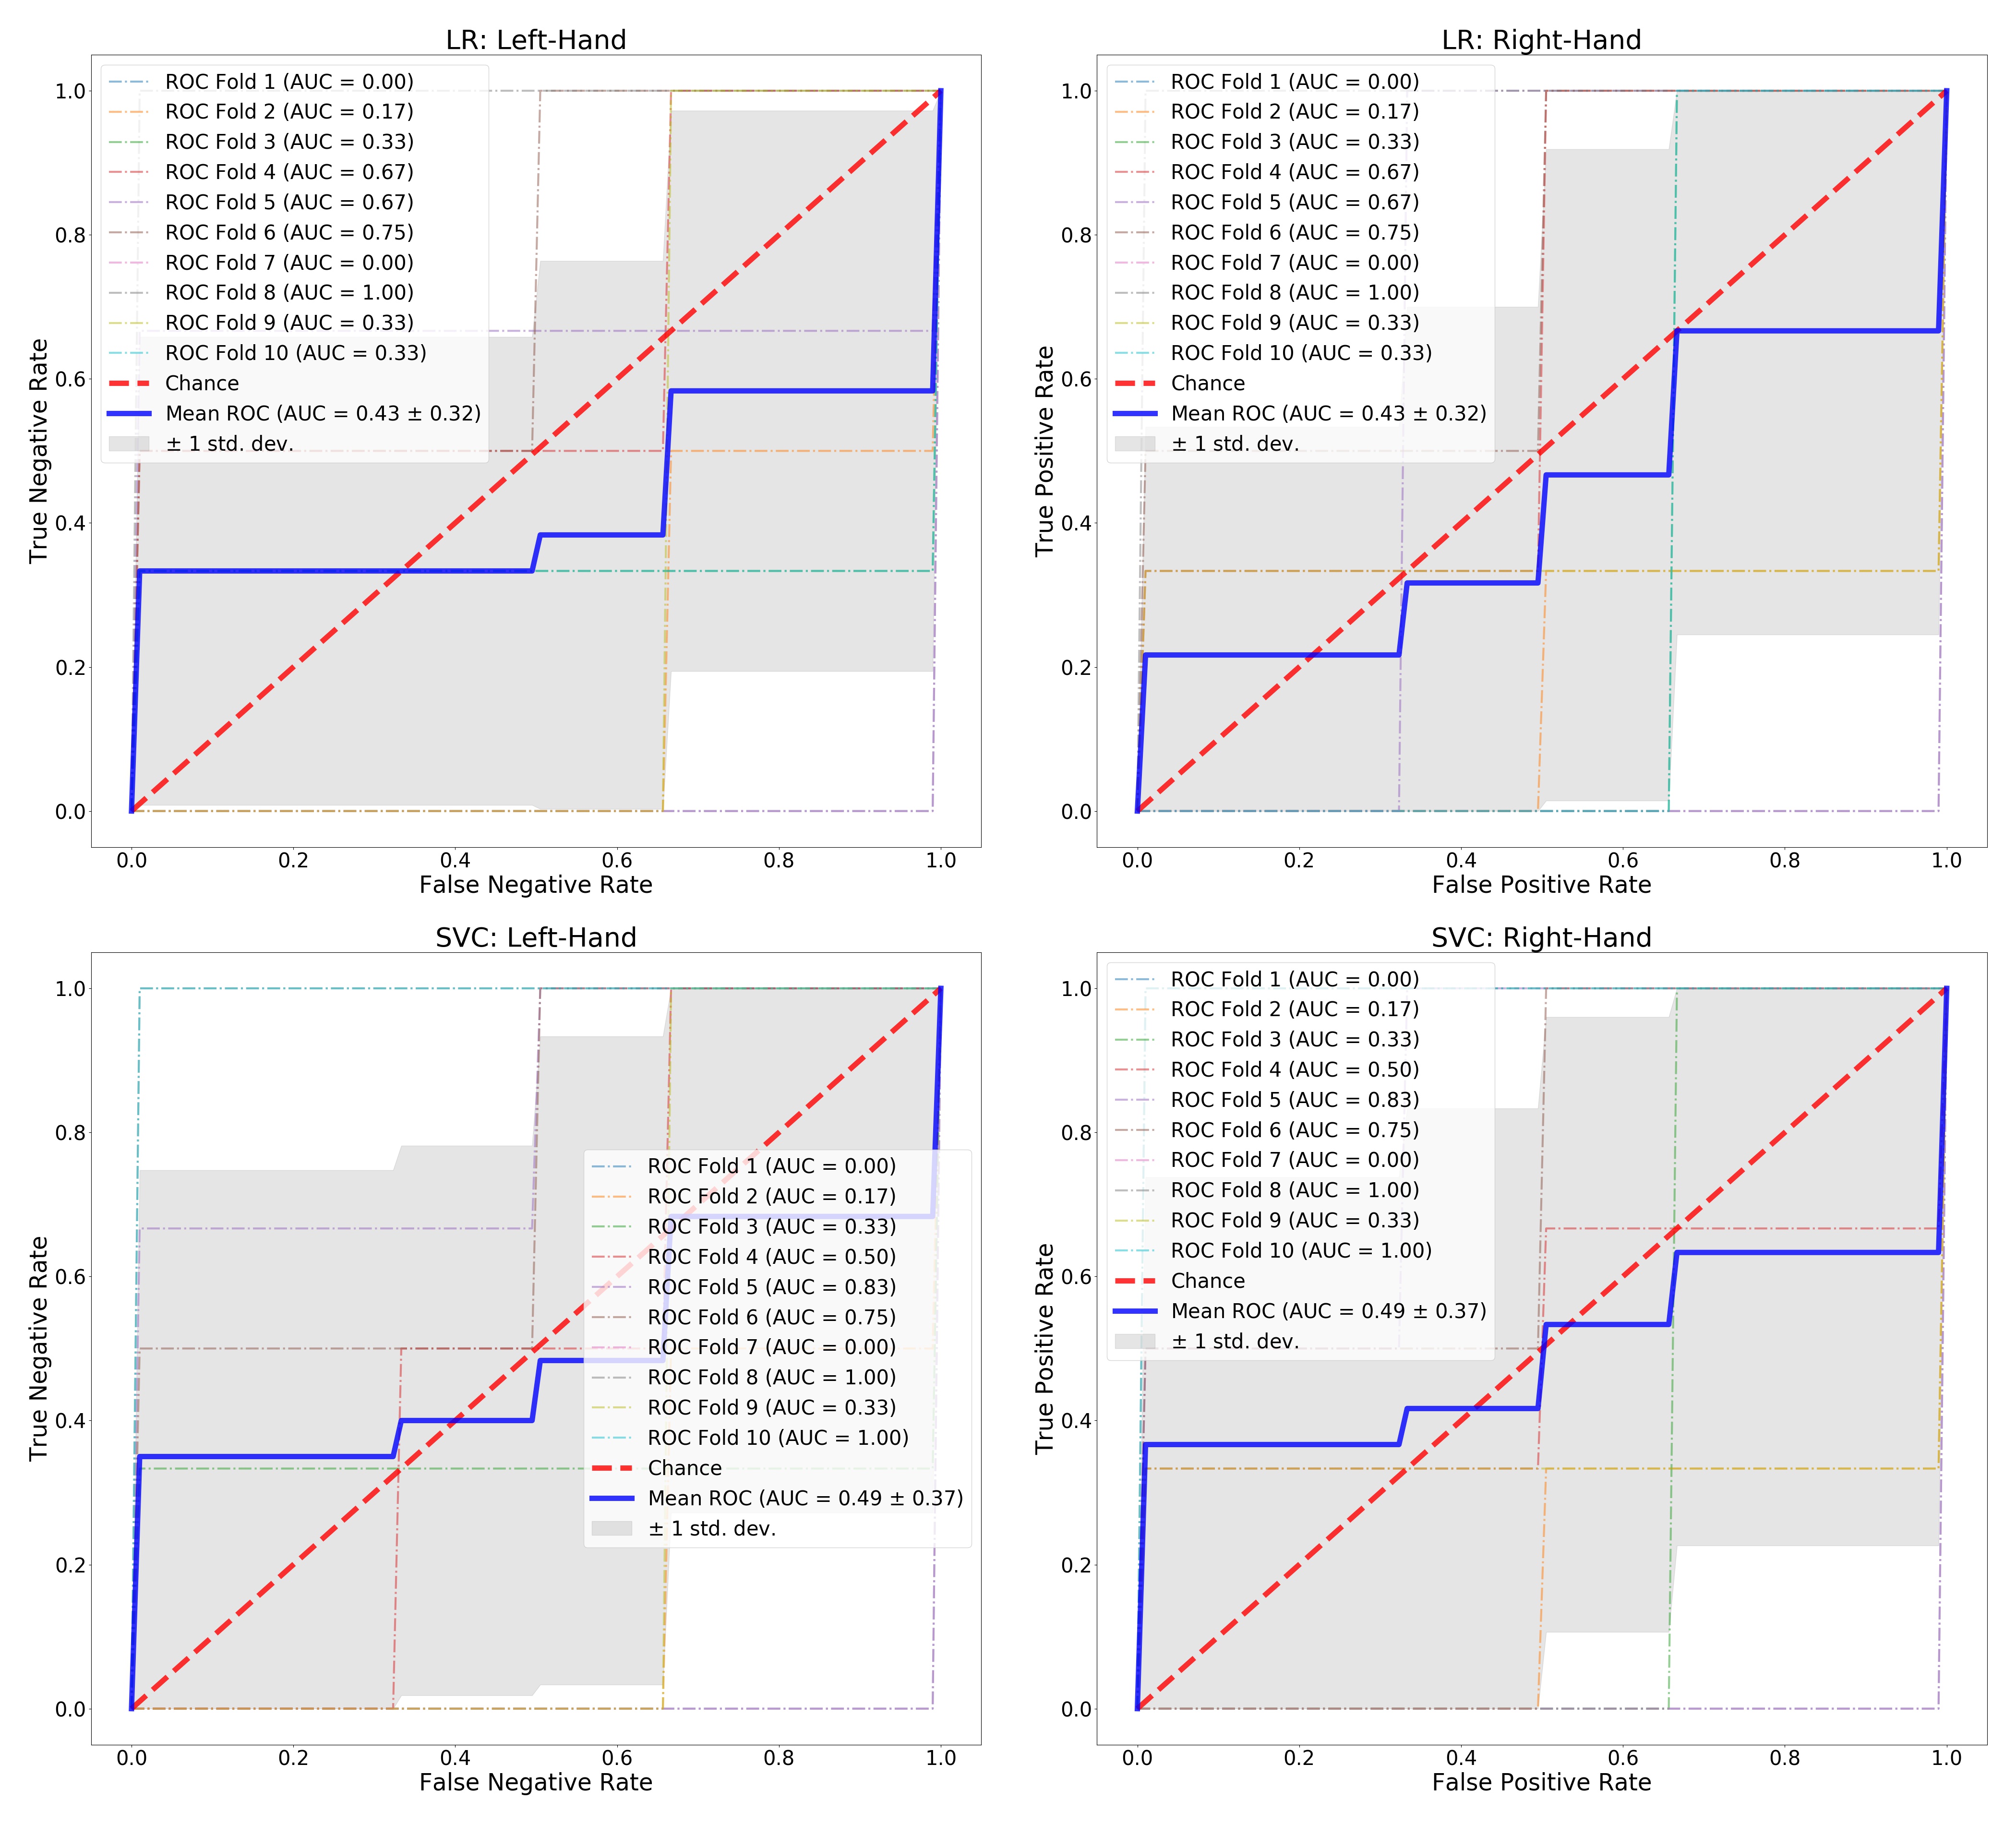 LR: Left-Hand
True Negative Rate
1.0
0.8
0.6
0.4
0.2
0.0
ROC Fold 1 (AUC = 0.00)
ROC Fold 2 (AUC = 0.17)
ROC Fold 3 (AUC = 0.33)
ROC Fold 4 (AUC = 0.67)
ROC Fold 5 (AUC = 0.67)
ROC Fold 6 (AUC = 0.75)
ROC Fold 7 (AUC = 0.00)
ROC Fold 8 (AUC = 1.00)
ROC Fold 9 (AUC = 0.33)
ROC Fold 10 (AUC = 0.33)
Chance
Mean ROC (AUC = 0.43 ± 0.32)
± 1 std. dev.
0.0 0.2 0.4 0.6 0.8 1.0
False Negative Rate
LR: Right-Hand
True Positive Rate
1.0
0.8
0.6
0.4
0.2
0.0
ROC Fold 1 (AUC = 0.00)
ROC Fold 2 (AUC = 0.17)
ROC Fold 3 (AUC = 0.33)
ROC Fold 4 (AUC = 0.67)
ROC Fold 5 (AUC = 0.67)
ROC Fold 6 (AUC = 0.75)
ROC Fold 7 (AUC = 0.00)
ROC Fold 8 (AUC = 1.00)
ROC Fold 9 (AUC = 0.33)
ROC Fold 10 (AUC = 0.33)
Chance
Mean ROC (AUC = 0.43 ± 0.32)
± 1 std. dev.
0.0 0.2 0.4 0.6 0.8 1.0
False Positive Rate
SVC: Left-Hand
True Negative Rate
1.0
0.8
0.6
0.4
0.2
0.0
ROC Fold 1 (AUC = 0.00)
ROC Fold 2 (AUC = 0.17)
ROC Fold 3 (AUC = 0.33)
ROC Fold 4 (AUC = 0.50)
ROC Fold 5 (AUC = 0.83)
ROC Fold 6 (AUC = 0.75)
ROC Fold 7 (AUC = 0.00)
ROC Fold 8 (AUC = 1.00)
ROC Fold 9 (AUC = 0.33)
ROC Fold 10 (AUC = 1.00)
Chance
Mean ROC (AUC = 0.49 ± 0.37)
± 1 std. dev.
0.0 0.2 0.4 0.6 0.8 1.0
False Negative Rate
SVC: Right-Hand
True Positive Rate
1.0
0.8
0.6
0.4
0.2
0.0
ROC Fold 1 (AUC = 0.00)
ROC Fold 2 (AUC = 0.17)
ROC Fold 3 (AUC = 0.33)
ROC Fold 4 (AUC = 0.50)
ROC Fold 5 (AUC = 0.83)
ROC Fold 6 (AUC = 0.75)
ROC Fold 7 (AUC = 0.00)
ROC Fold 8 (AUC = 1.00)
ROC Fold 9 (AUC = 0.33)
ROC Fold 10 (AUC = 1.00)
Chance
Mean ROC (AUC = 0.49 ± 0.37)
± 1 std. dev.
0.0 0.2 0.4 0.6 0.8 1.0
False Positive Rate